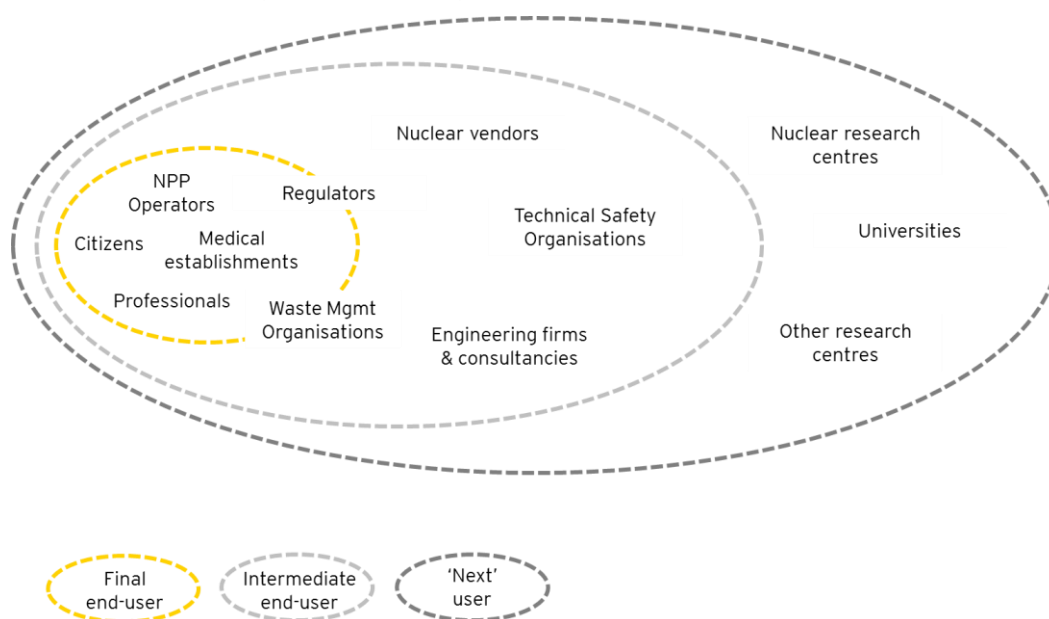 Nuclear vendors
Nuclear research
centres
NPP
Operators
Regulators
Technical Safety
Organisations
Universities
Citizens
Medical
establishments
Professionals
Waste Mgmt
Organisations
Engineering firms
& consultancies
Other research
centres
Final
end-user
Intermediate
end-user
‘Next’
user